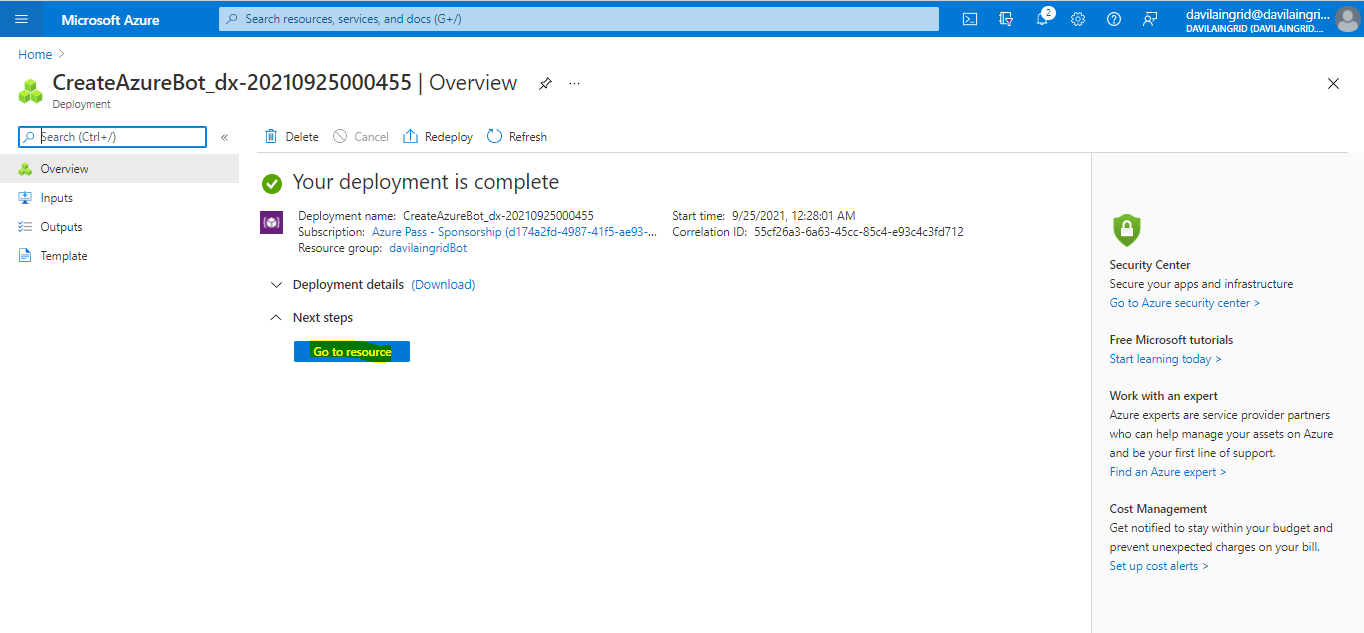 Microsoft Azure
Search resources, services, and docs (G+/)
2
davilaingrid@davilaingri...
DAVILAINGRID (DAVILAINGRID....
Home
CreateAzureBot_dx-20210925000455 | Overview
...
Deployment
Search (Ctrl+/)
«
Delete
Cancel
Redeploy
Refresh
Overview
Inputs
Outputs
Template
Your deployment is complete
Deployment name: CreateAzureBot_dx-20210925000455
Subscription: Azure Pass - Sponsorship (d174a2fd-4987-41f5-ae93-...
Resource group: davilaingridBot
Start time: 9/25/2021, 12:28:01 AM
Correlation ID: 55cf26a3-6a63-45cc-85c4-e93c4c3fd712
Deployment details (Download)
Next steps
Go to resource
Security Center
Secure your apps and infrastructure
Go to Azure security center >
Free Microsoft tutorials
Start learning today >
Work with an expert
Azure experts are service provider partners
who can help manage your assets on Azure
and be your first line of support.
Find an Azure expert >
Cost Management
Get notified to stay within your budget and
prevent unexpected charges on your bill.
Set up cost alerts >